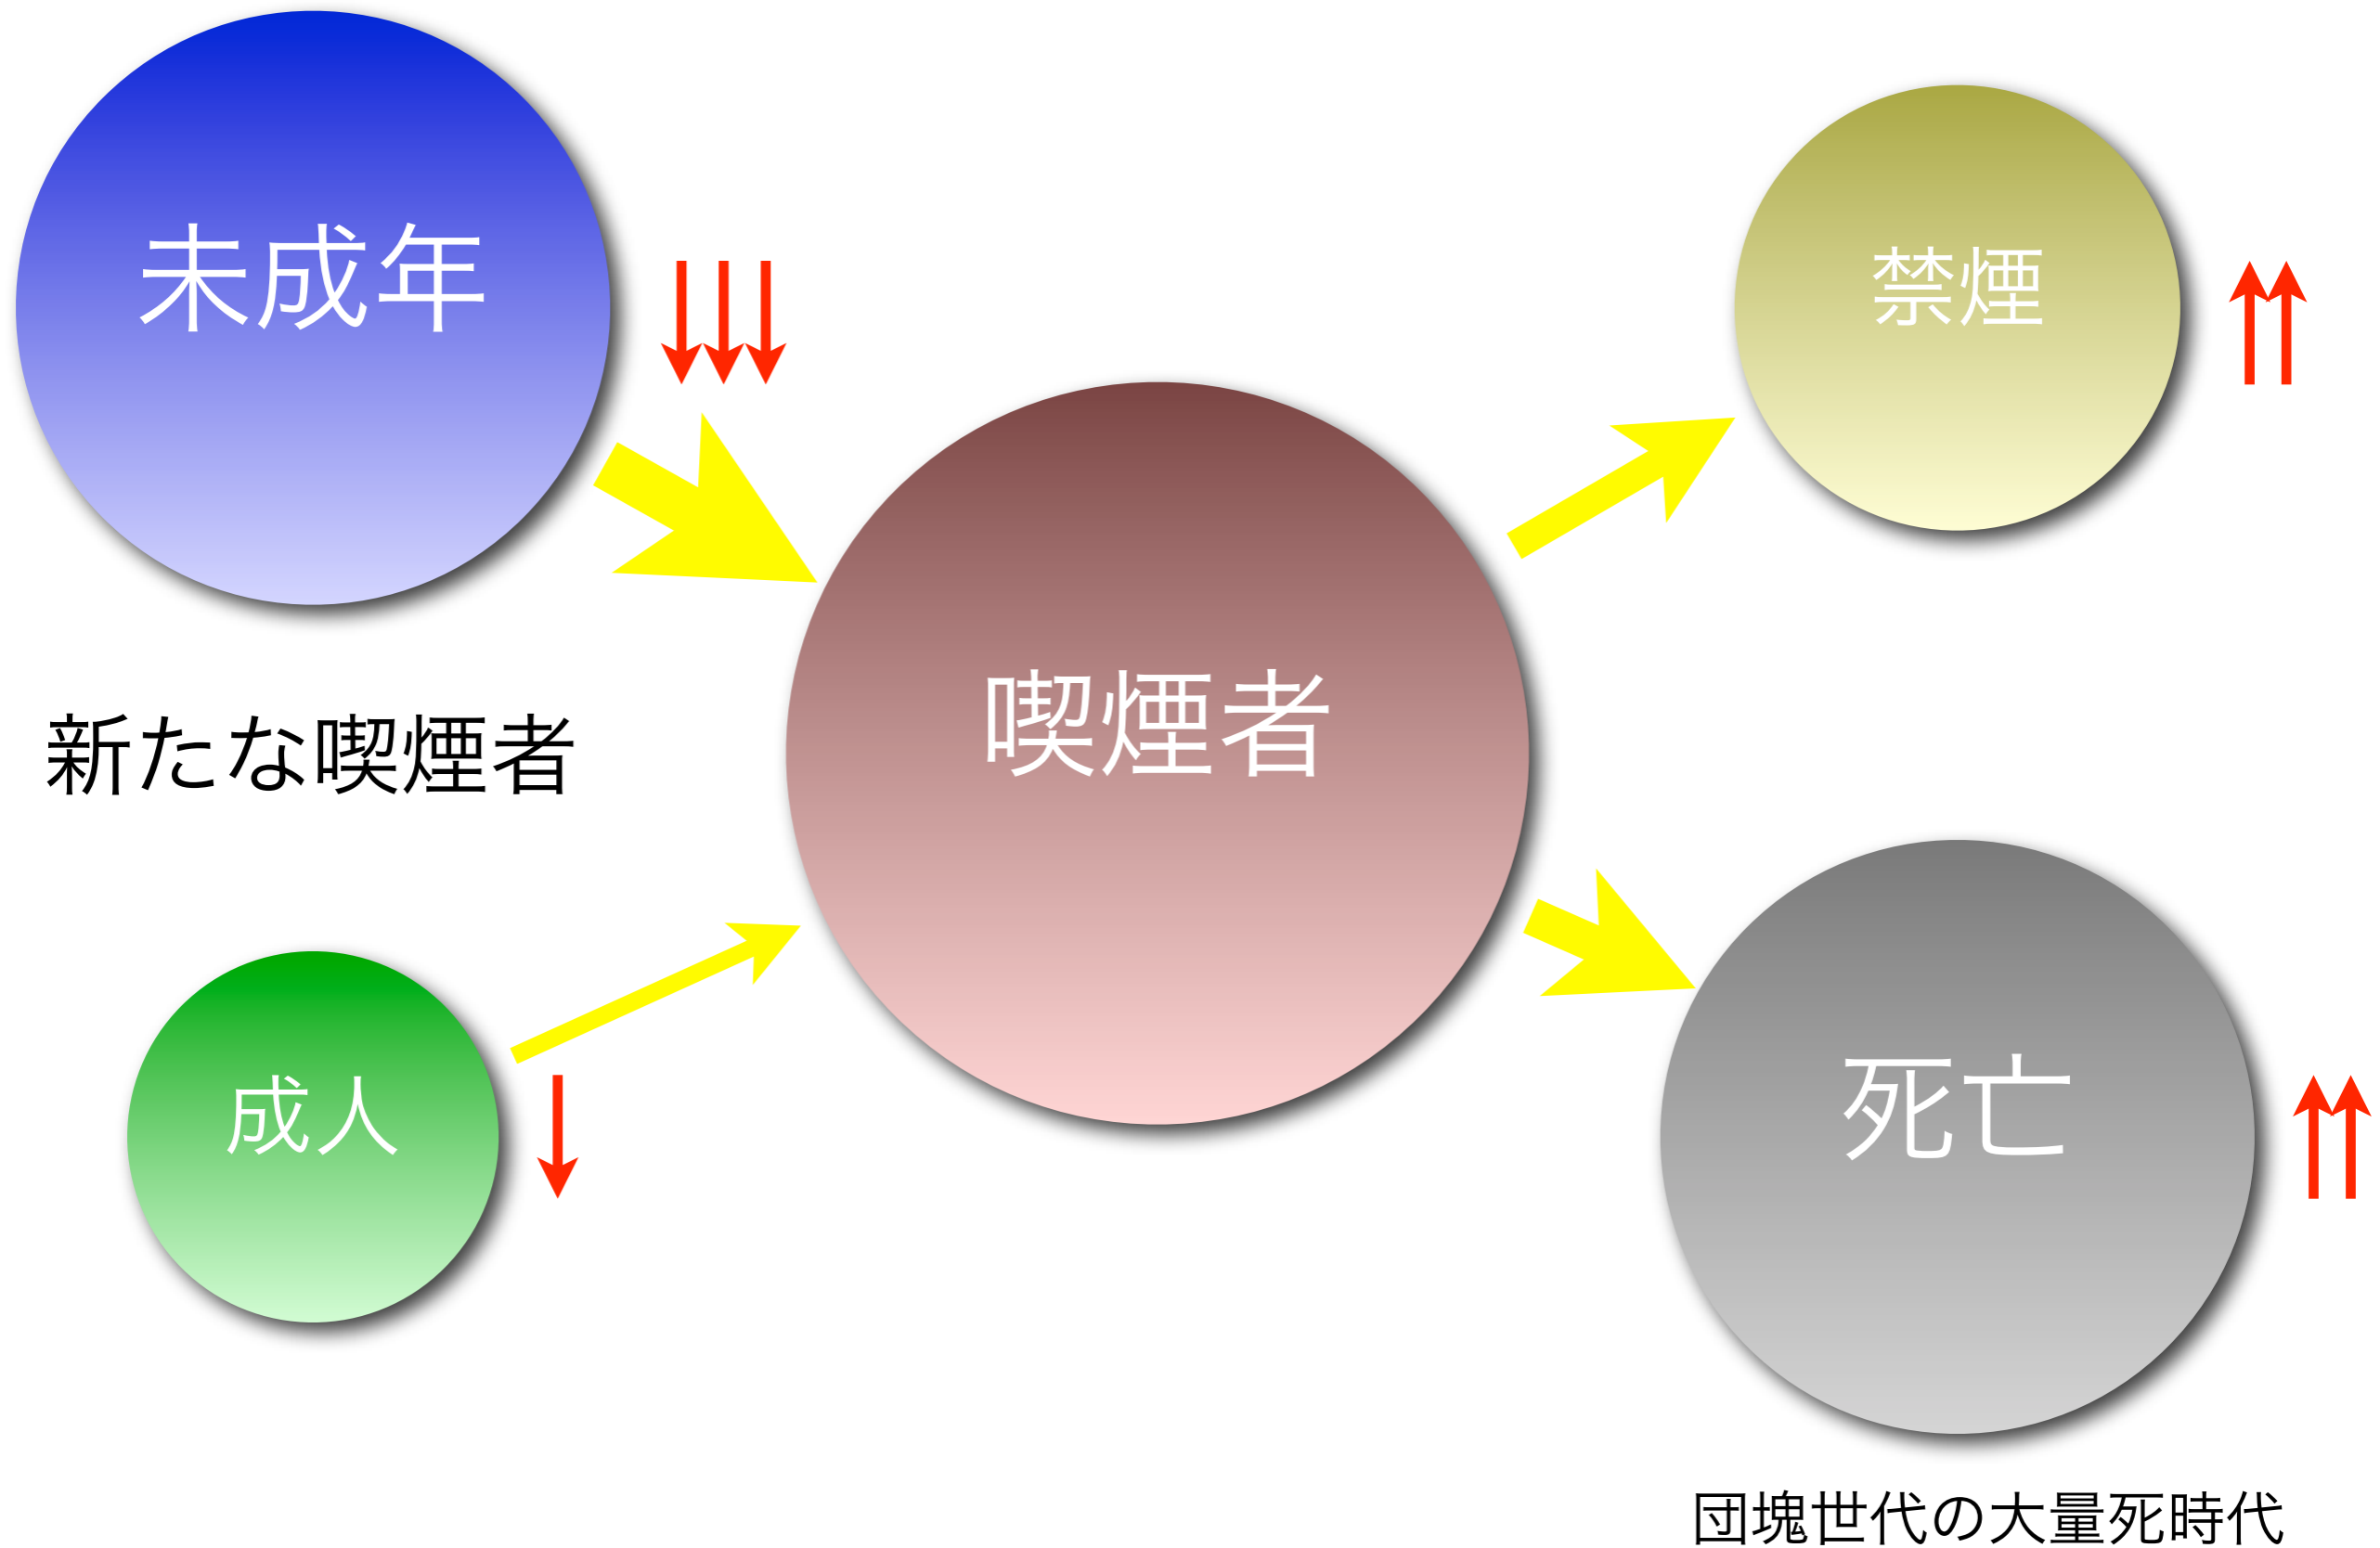 未成年
禁煙
喫煙者
新たな喫煙者
成人
死亡
団塊世代の大量死時代